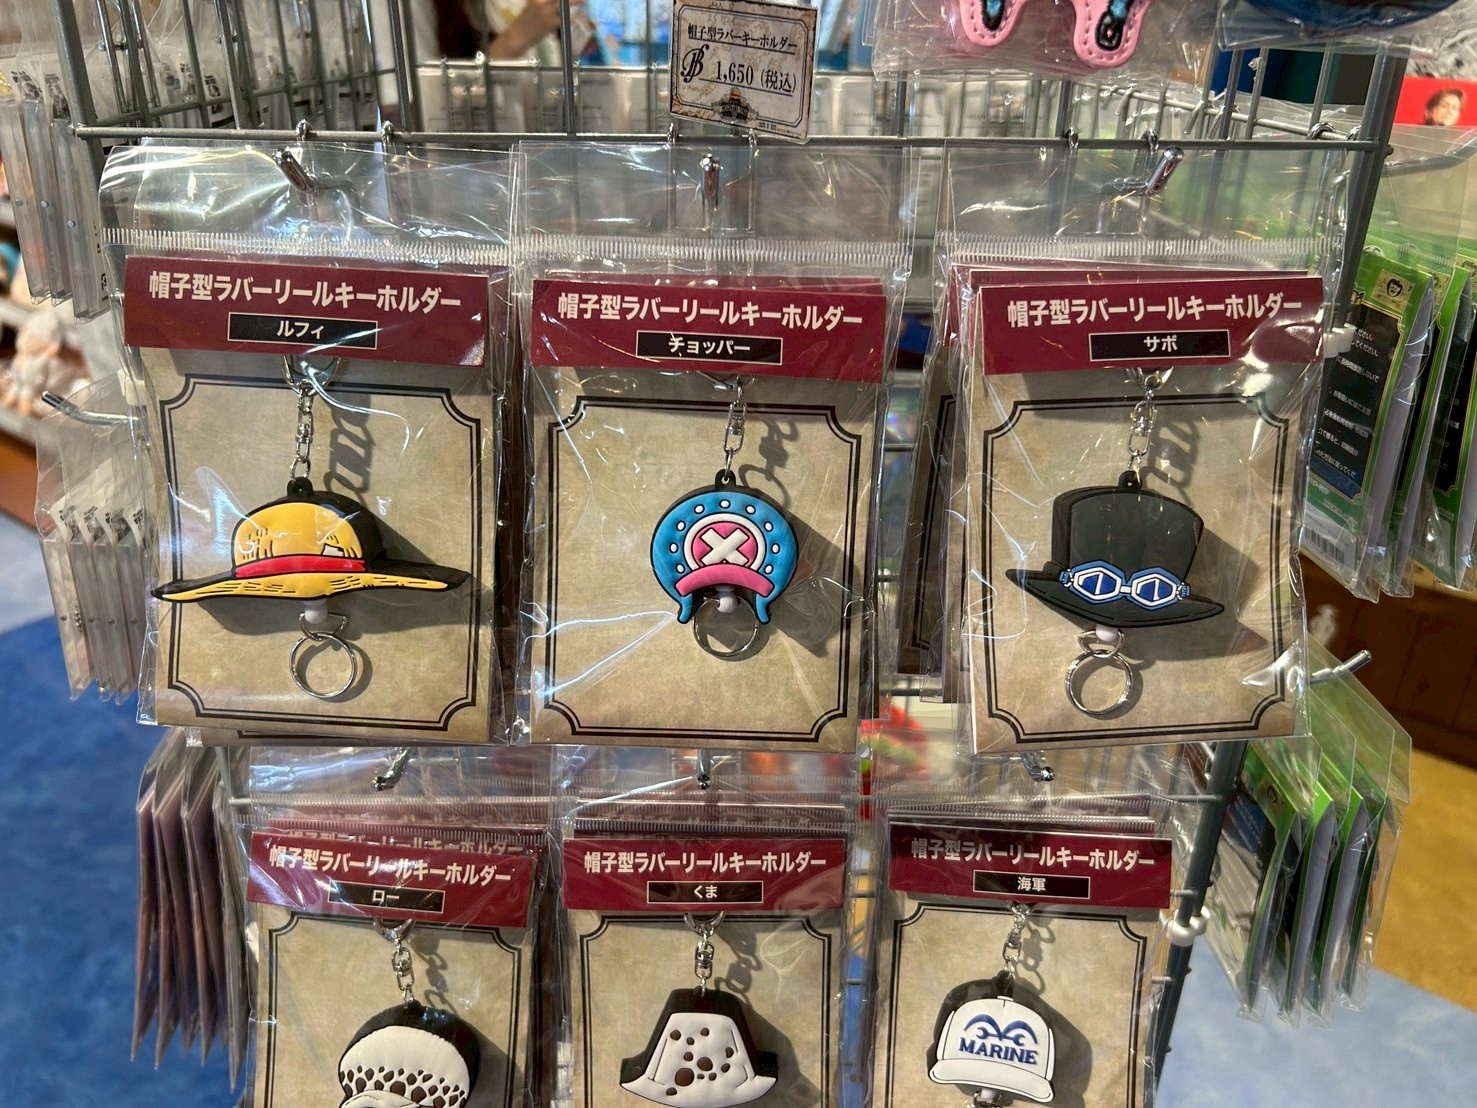 帽子型ラバーキーホルダー
1,650(税込)
帽子型ラバーリールキーホルダー
ルフィ
帽子型ラバーリールキーホルダー
チョッパー
帽子型ラバーリールキーホルダー
サボ
帽子型ラバーリールキーホルダー
ロー
帽子型ラバーリールキーホルダー
くま
帽子型ラバーリールキーホルダー
海軍
MARINE